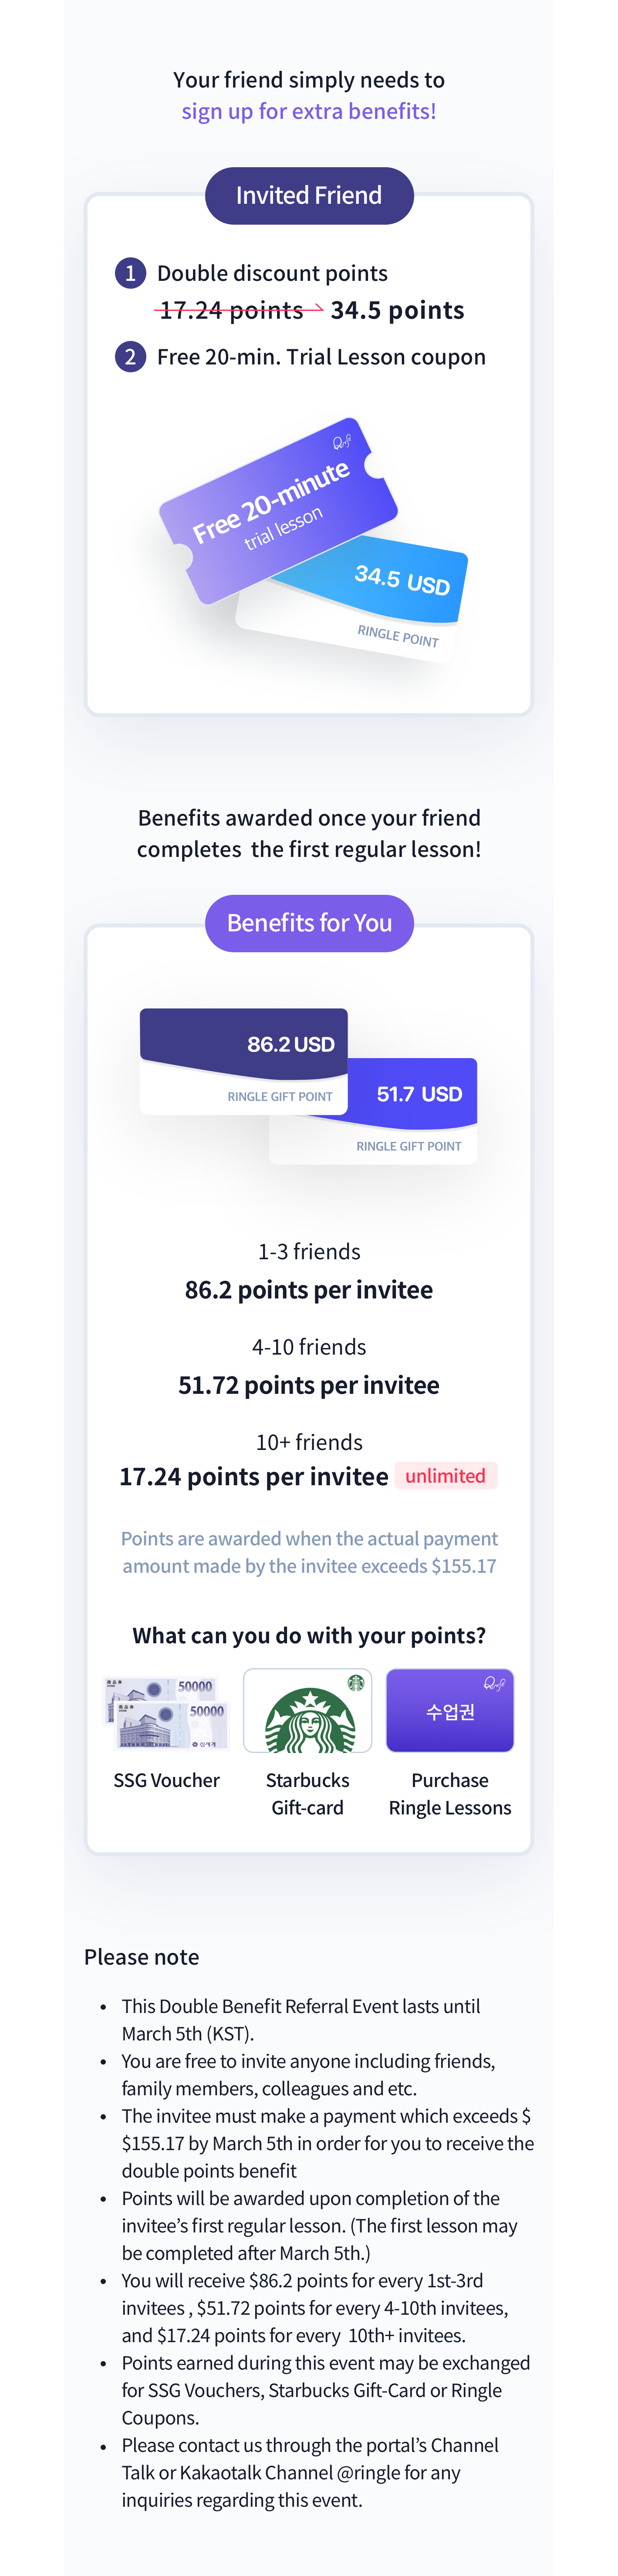 Your friend simply needs to
sign up for extra benefits!
Invited Friend
1 Double discount points
17.24 points 34.5 points
2 Free 20-min. Trial Lesson coupon
Free 20-minute
trial lesson
34.5 USD
RINGLE POINT
Benefits awarded once your friend
completes the first regular lesson!
Benefits for You
86.2 USD
RINGLE GIFT POINT
51.7 USD
RINGLE GIFT POINT
1-3 friends
86.2 points per invitee
4-10 friends
51.72 points per invitee
10+ friends
17.24 points per invitee unlimited
Points are awarded when the actual payment
amount made by the invitee exceeds $155.17
What can you do with your points?
50000
50000
수업권
SSG Voucher
Starbucks
Gift-card
Purchase
Ringle Lessons
Please note
• This Double Benefit Referral Event lasts until
March 5th (KST).
• You are free to invite anyone including friends,
family members, colleagues and etc.
• The invitee must make a payment which exceeds $
$155.17 by March 5th in order for you to receive the
double points benefit
• Points will be awarded upon completion of the
invitee's first regular lesson. (The first lesson may
be completed after March 5th.)
• You will receive $86.2 points for every 1st-3rd
invitees , $51.72 points for every 4-10th invitees,
and $17.24 points for every 10th+ invitees.
• Points earned during this event may be exchanged
for SSG Vouchers, Starbucks Gift-Card or Ringle
Coupons.
• Please contact us through the portal's Channel
Talk or Kakaotalk Channel @ringle for any
inquiries regarding this event.